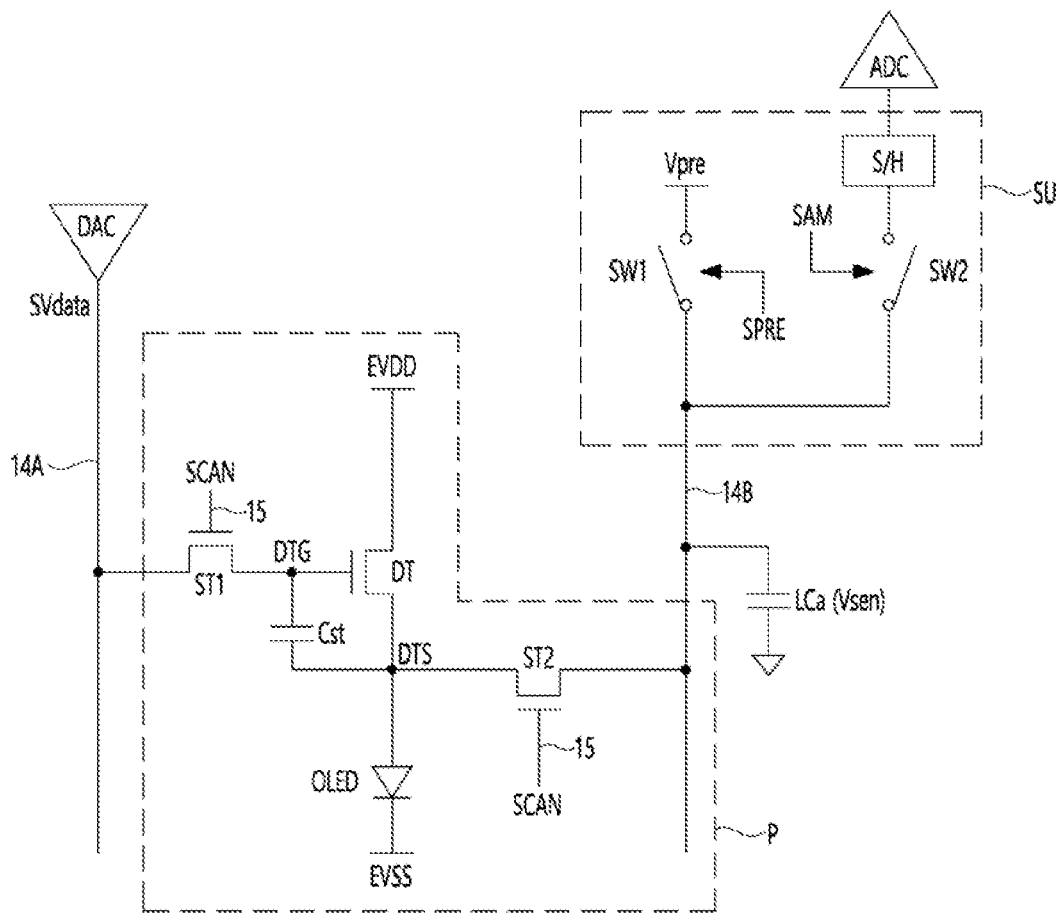 ADC
S/H
Vpre
SU
DAC
SAM
SW1
SW2
SVdata
SPRE
EVDD
14A
SCAN
14B
15
DTG
DT
ST1
LCa (Vsen)
Cst
DTS
ST2
15
OLED
SCAN
P
EVSS